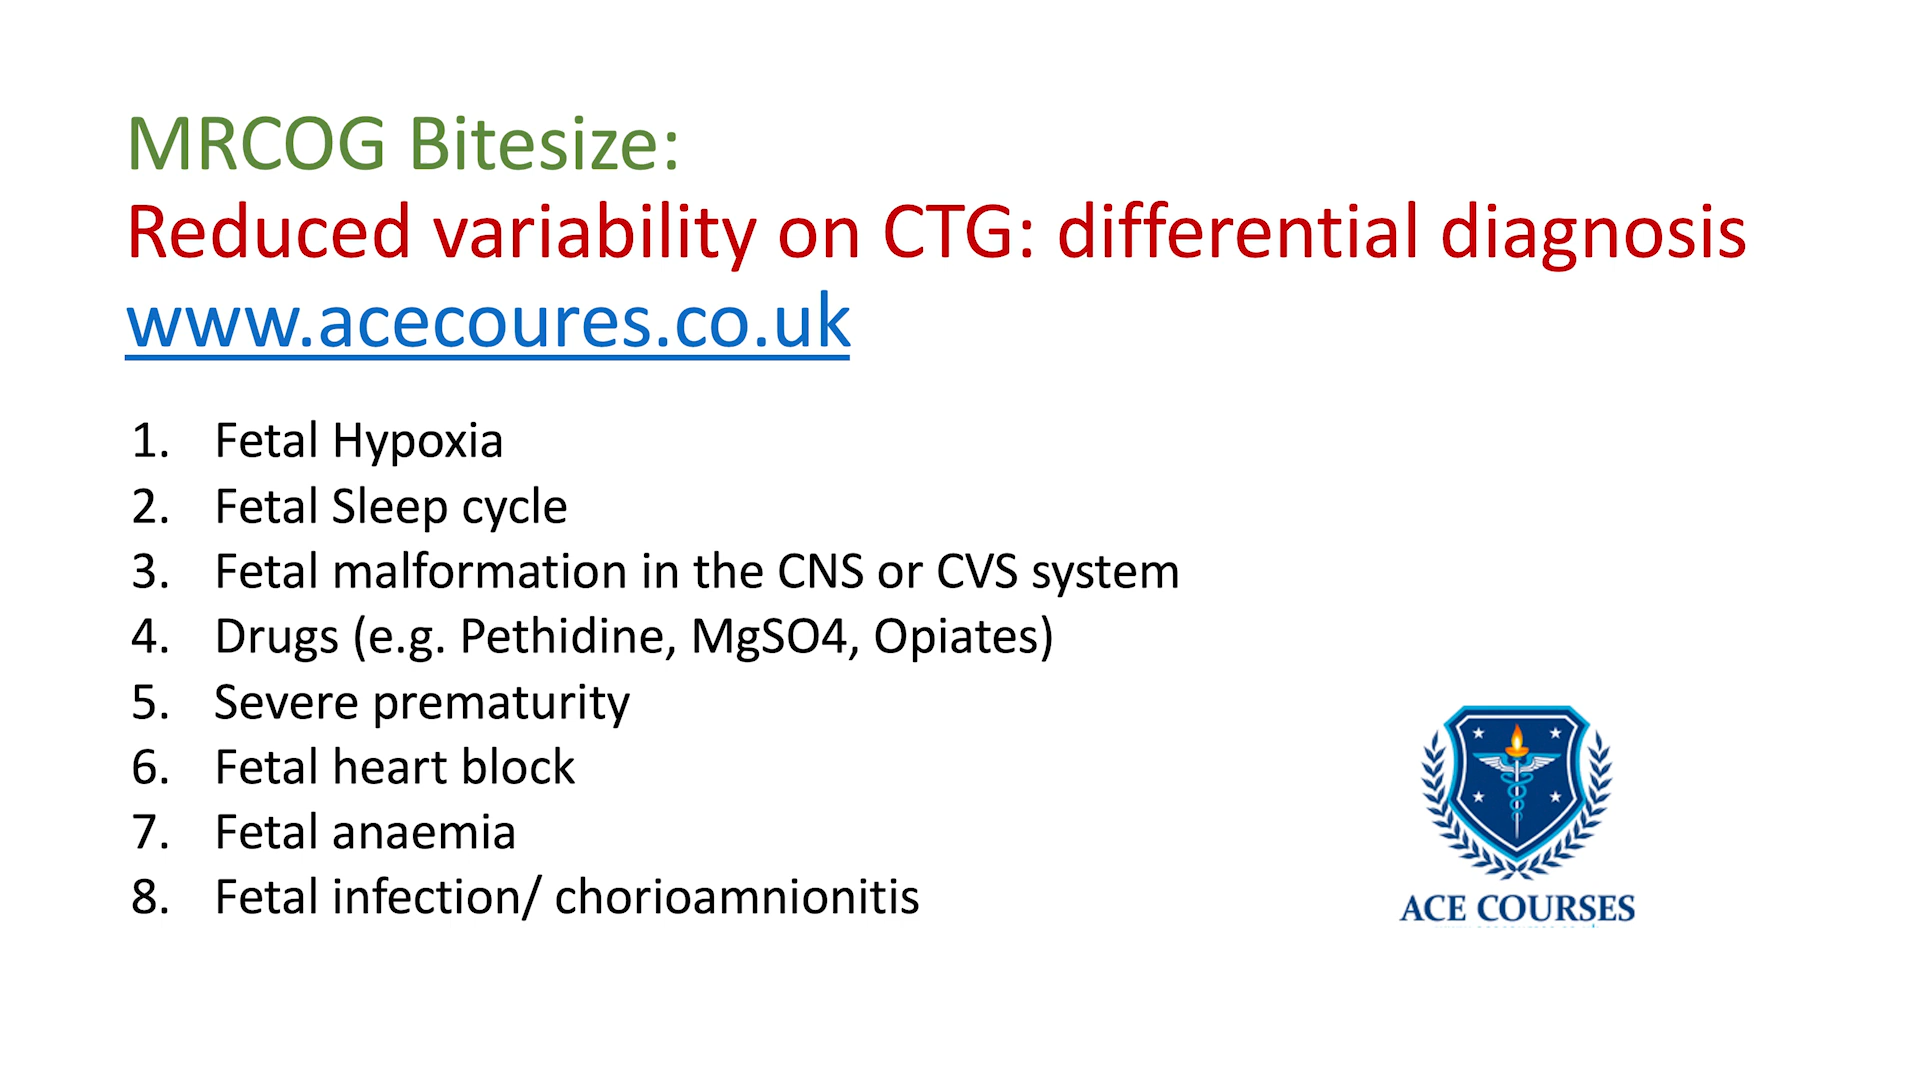 MRCOG Bitesize:
Reduced variability on CTG: differential diagnosis
www.acecoures.co.uk
1. Fetal Hypoxia
2. Fetal Sleep cycle
3. Fetal malformation in the CNS or CVS system
4. Drugs (e.g. Pethidine, MgSO4, Opiates)
5. Severe prematurity
6. Fetal heart block
7. Fetal anaemia
8. Fetal infection/ chorioamnionitis
ACE COURSES